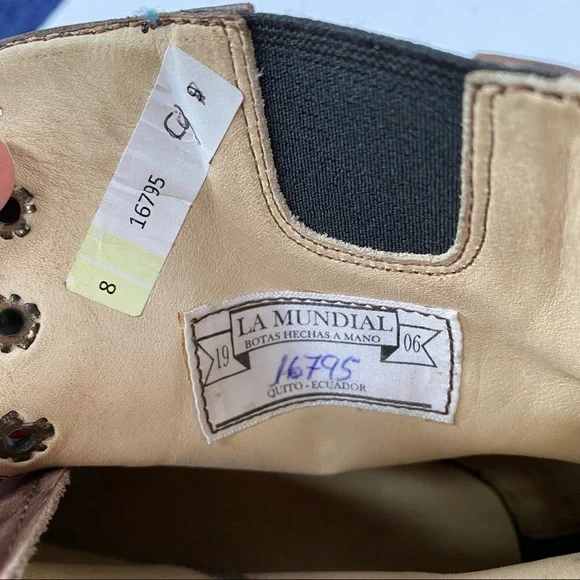 16795
8
LA MUNDIAL
BOTAS HECHAS A MANO
19 06
16795
QUITO - ECUADOR